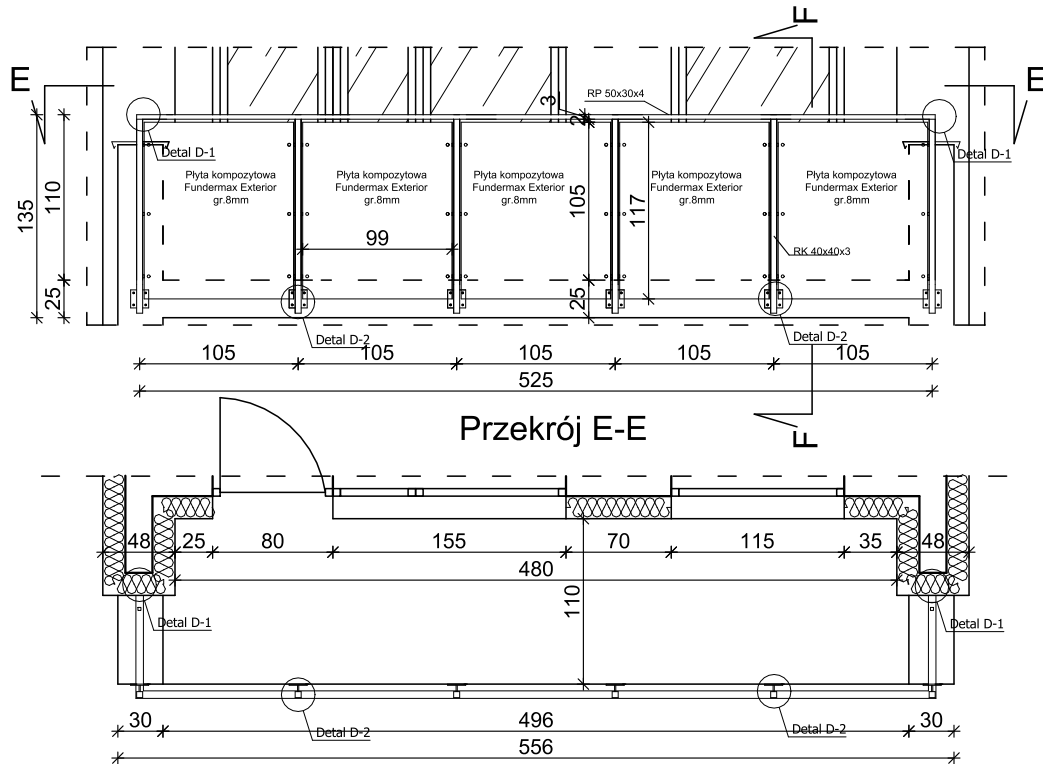 F
E
E
RP 50x30x4
3
2
Detal D-1
Detal D-1
Płyta kompozytowa
Fundermax Exterior
gr.8mm
Płyta kompozytowa
Fundermax Exterior
gr.8mm
Płyta kompozytowa
Fundermax Exterior
gr.8mm
Płyta kompozytowa
Fundermax Exterior
gr.8mm
Płyta kompozytowa
Fundermax Exterior
gr.8mm
135
110
105
117
99
RK 40x40x3
25
25
Detal D-2
Detal D-2
105
105
105
105
105
525
Przekrój E-E
F
48
25
80
155
70
115
35
48
480
110
Detal D-1
Detal D-1
30
Detal D-2
496
Detal D-2
30
556